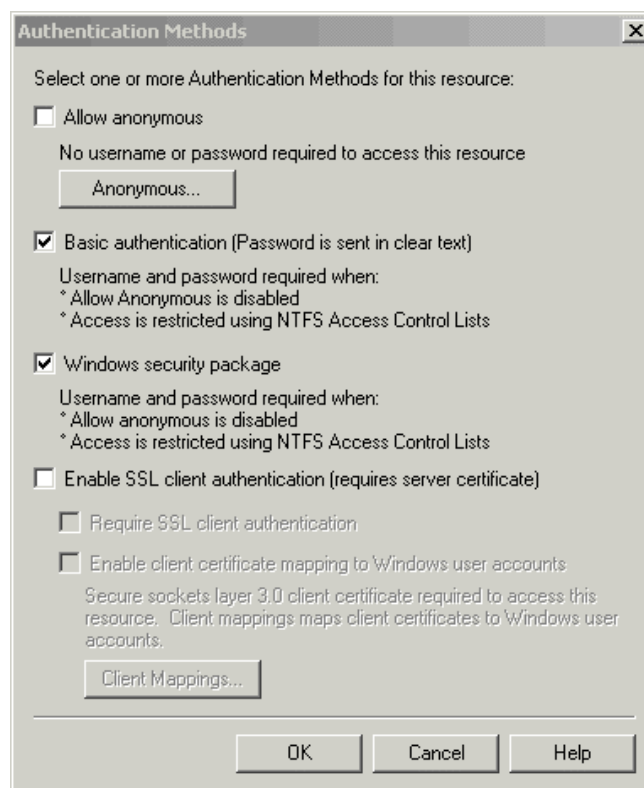 Authentication Methods
Select one or more Authentication Methods for this resource:
Allow anonymous
No username or password required to access this resource
Anonymous...
Basic authentication (Password is sent in clear text)
Username and password required when:
* Allow Anonymous is disabled
* Access is restricted using NTFS Access Control Lists
Windows security package
Username and password required when:
* Allow anonymous is disabled
* Access is restricted using NTFS Access Control Lists
Enable SSL client authentication (requires server certificate)
Require SSL client authentication
Enable client certificate mapping to Windows user accounts
Secure sockets layer 3.0 client certificate required to access this
resource. Client mappings maps client certificates to Windows user
accounts.
Client Mappings...
OK Cancel Help